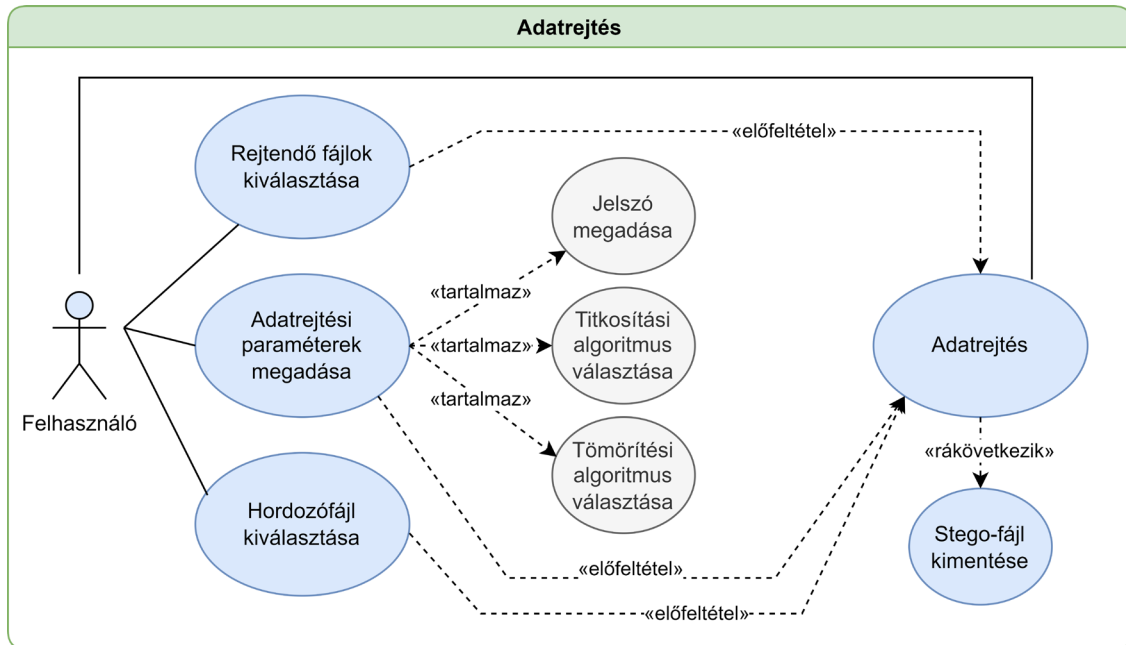 Adatrejtés
Rejtendő fájlok
kiválasztása
«előfeltétel»
Jelszó
megadása
«tartalmaz»
Adatrejtési
paraméterek
megadása
«tartalmaz»
Titkosítási
algoritmus
választása
Adatrejtés
«tartalmaz»
Felhasználó
Tömörítési
algoritmus
választása
«rákövetkezik»
Hordozófájl
kiválasztása
Stego-fájl
kimentése
«előfeltétel»
«előfeltétel»